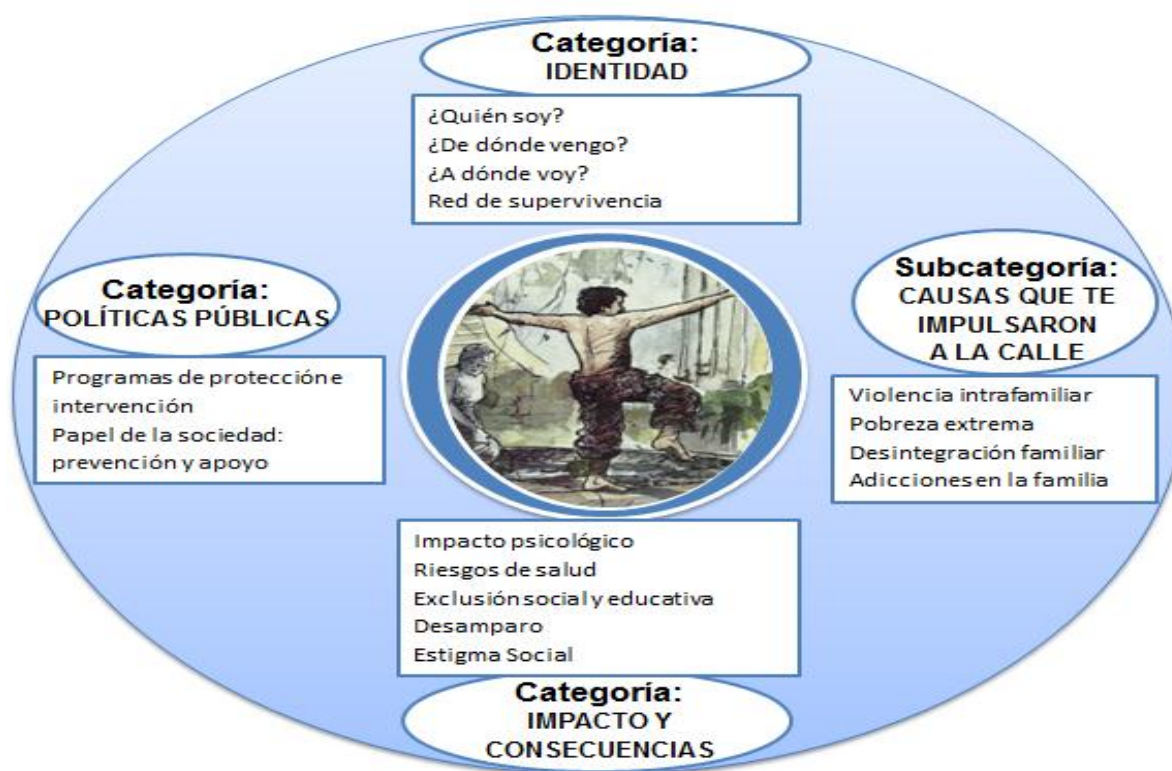 Categoría:
IDENTIDAD
¿Quién soy?
¿De dónde vengo?
¿A dónde voy?
Red de supervivencia
Categoría:
POLÍTICAS PÚBLICAS
Programas de protección e
intervención
Papel de la sociedad:
prevención y apoyo
Subcategoría:
CAUSAS QUE TE
IMPULSARON
A LA CALLE
Violencia intrafamiliar
Pobreza extrema
Desintegración familiar
Adicciones en la familia
Impacto psicológico
Riesgos de salud
Exclusión social y educativa
Desamparo
Estigma Social
Categoría:
IMPACTO Y
CONSECUENCIAS